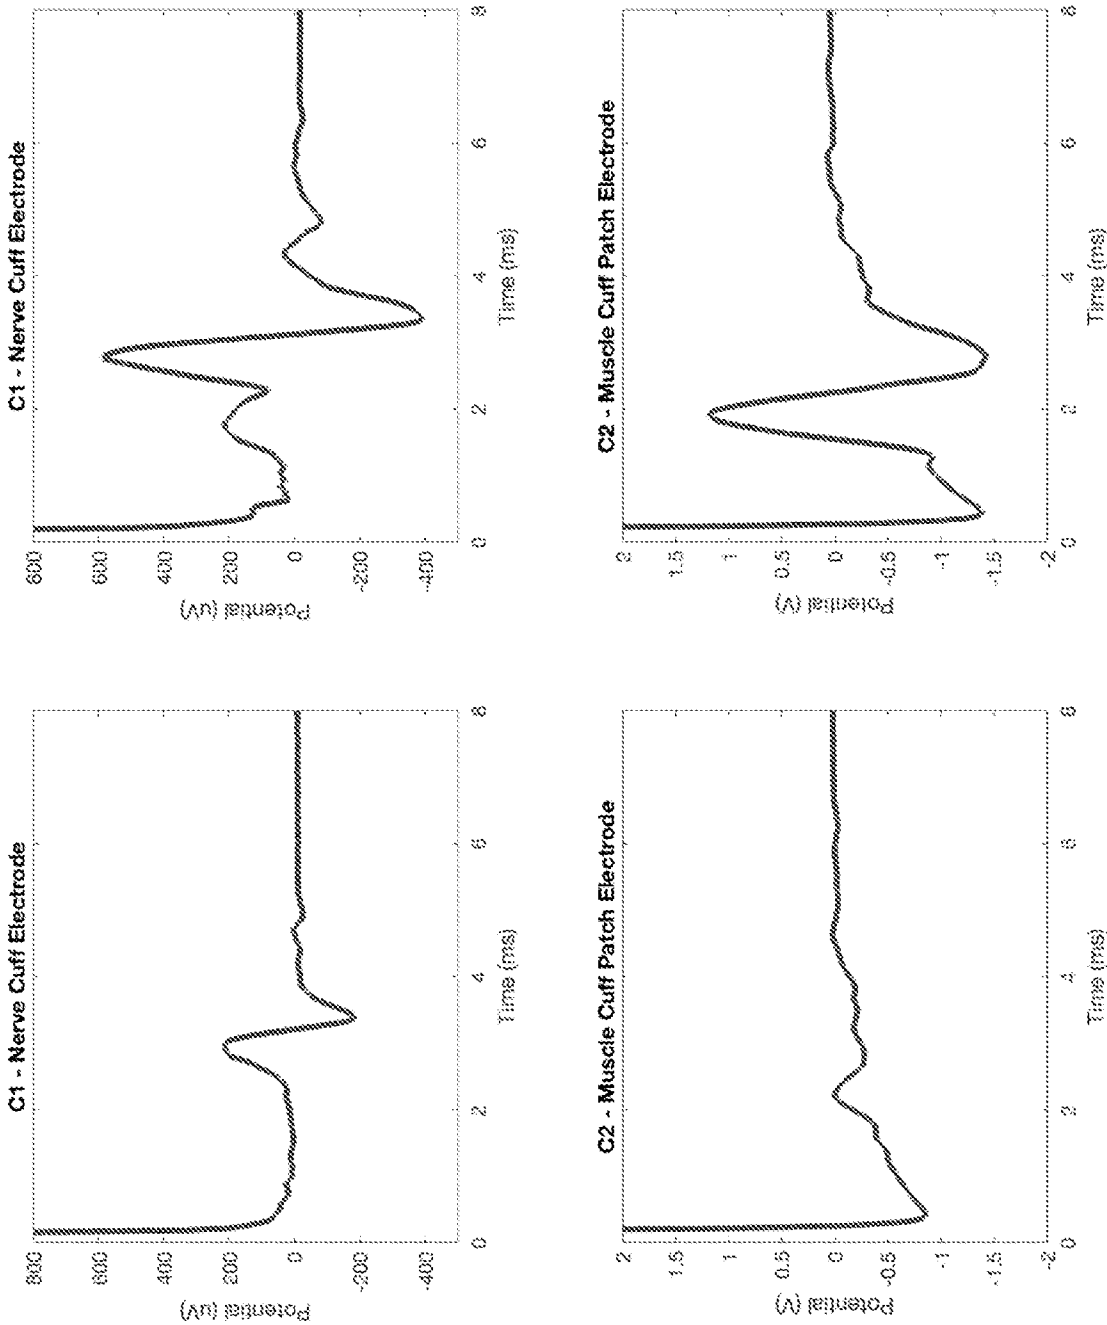 C1 - Nerve Cuff Electrode
Potential (uV)
800
600
400
200
0
-200
-400
0 2 4 6 8
Time (ms)
C1 - Nerve Cuff Electrode
Potential (uV)
800
600
400
200
0
-200
-400
0 2 4 6 8
Time (ms)
C2 - Muscle Cuff Patch Electrode
Potential (V)
2
1.5
1
0.5
0
-0.5
-1
-1.5
-2
0 2 4 6 8
Time (ms)
C2 - Muscle Cuff Patch Electrode
Potential (V)
2
1.5
1
0.5
0
-0.5
-1
-1.5
-2
0 2 4 6 8
Time (ms)